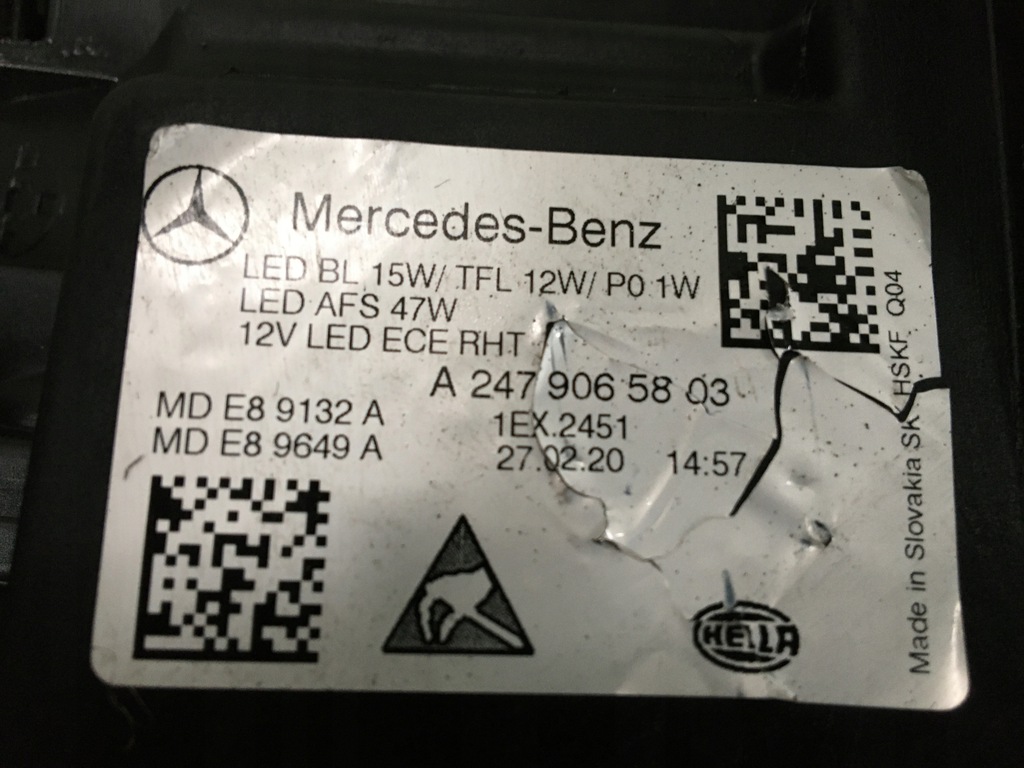 Mercedes-Benz
LED BL 15W/ TFL 12W/ P0 1W
LED AFS 47W
12V LED ECE RHT
A 247 906 58 03
MD E8 9132 A
1EX.2451
MD E8 9649 A
27.02.20 14:57
HELLA
Made in Slovakia SK HSKF Q04